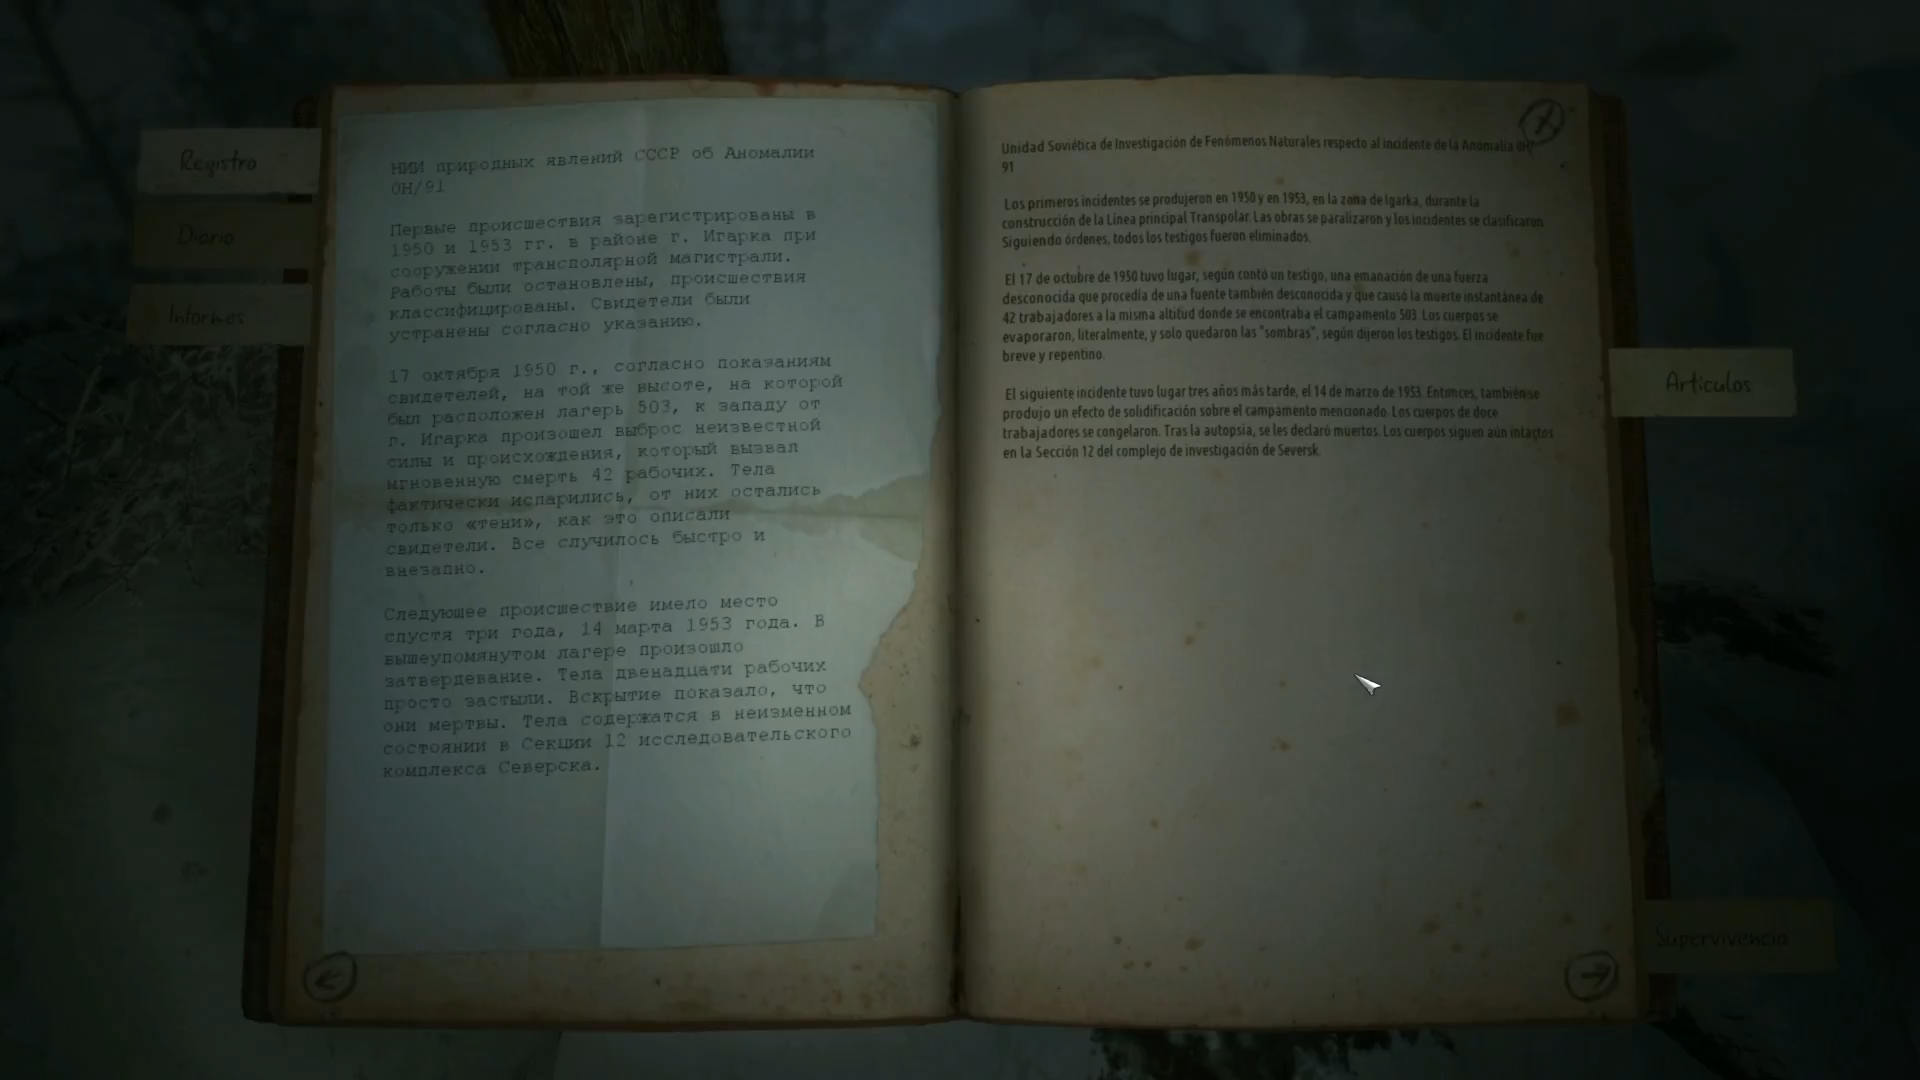 Registro
Diario
Informes
НИИ природных явлений СССР об Аномалии
0Н/91
Первые происшествия зарегистрированы в
1950 и 1953 гг. в районе г. Игарка при
сооружении трансполярной магистрали.
Работы были остановлены, происшествия
классифицированы. Свидетели были
устранены согласно указанию.
17 октября 1950 г., согласно показаниям
свидетелей, на той же высоте, на которой
был расположен лагерь 503, к западу от
г. Игарка произошел выброс неизвестной
силы и происхождения, который вызвал
мгновенную смерть 42 рабочих. Тела
фактически испарились, от них остались
только «тени», как это описали
свидетели. Все случилось быстро и
внезапно.
Следующее происшествие имело место
спустя три года, 14 марта 1953 года. В
вышеупомянутом лагере произошло
затвердевание. Тела двенадцати рабочих
просто застыли. Вскрытие показало, что
они мертвы. Тела содержатся в неизменном
состоянии в Секции 12 исследовательского
комплекса Северска.
Unidad Soviética de Investigación de Fenómenos Naturales respecto al incidente de la Anomalía
91
Los primeros incidentes se produjeron en 1950 y en 1953, en la zona de Igarka, durante la
construcción de la Línea principal Transpolar. Las obras se paralizaron y los incidentes se clasificaron.
Siguiendo órdenes, todos los testigos fueron eliminados.
El 17 de octubre de 1950 tuvo lugar, según contó un testigo, una emanación de una fuerza
desconocida que procedía de una fuente también desconocida y que causó la muerte instantánea de
42 trabajadores a la misma altitud donde se encontraba el campamento 503. Los cuerpos se
evaporaron, literalmente, y solo quedaron las "sombras", según dijeron los testigos. El incidente fue
breve y repentino.
El siguiente incidente tuvo lugar tres años más tarde, el 14 de marzo de 1953. Entonces, también se
produjo un efecto de solidificación sobre el campamento mencionado. Los cuerpos de doce
trabajadores se congelaron. Tras la autopsia, se les declaró muertos. Los cuerpos siguen aún intactos
en la Sección 12 del complejo de investigación de Seversk.
Artículos
Supervivencia